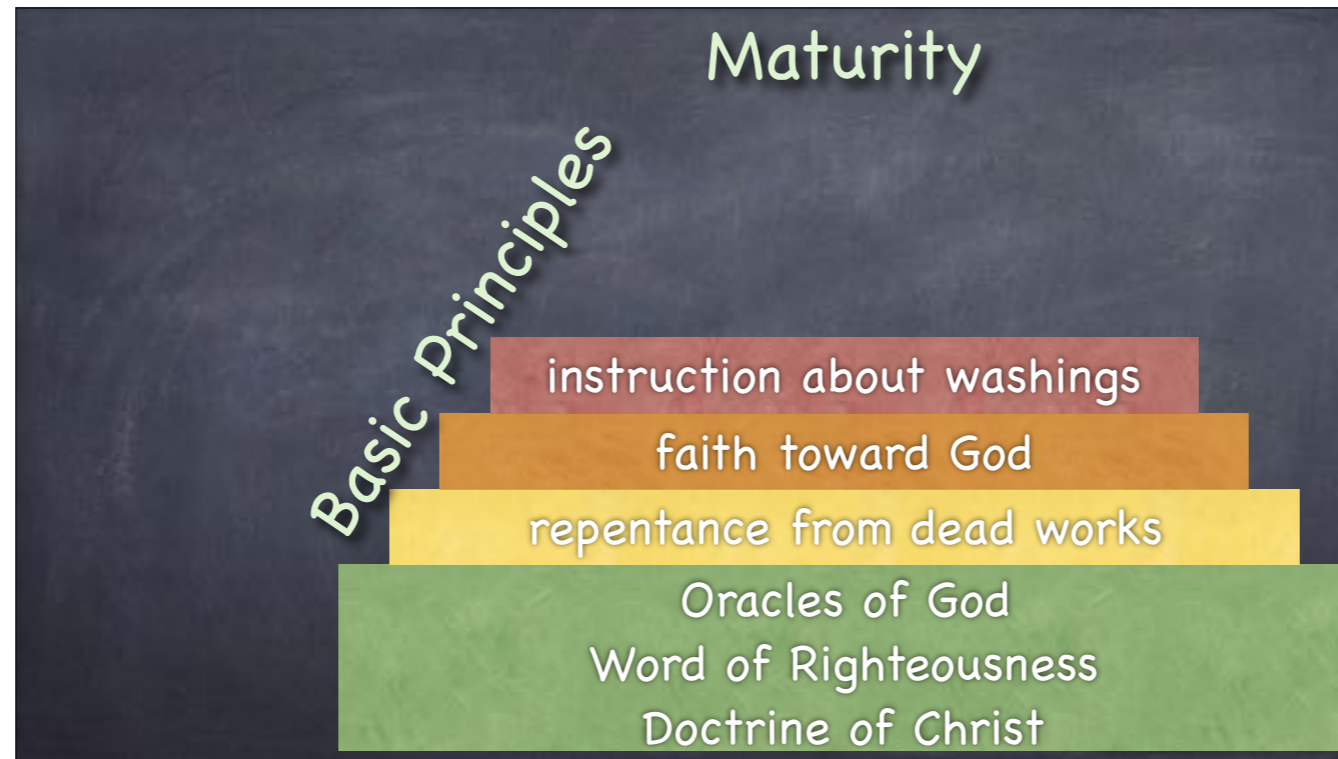 Maturity
Basic Principles
instruction about washings
faith toward God
repentance from dead works
Oracles of God
Word of Righteousness
Doctrine of Christ